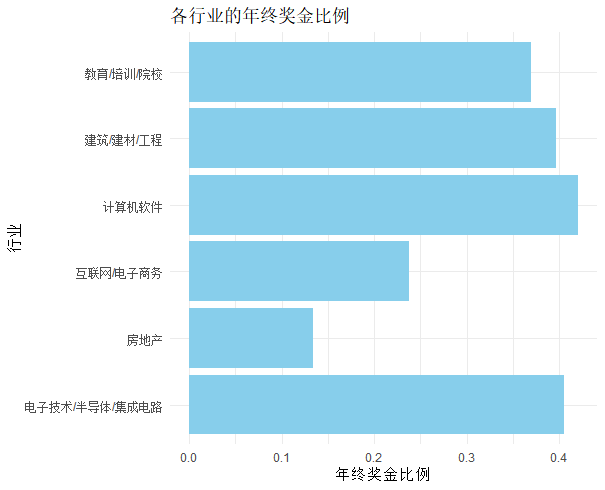 各行业的年终奖金比例
教育/培训/院校
建筑/建材/工程
计算机软件
互联网/电子商务
房地产
电子技术/半导体/集成电路
行业
0.0 0.1 0.2 0.3 0.4
年终奖金比例